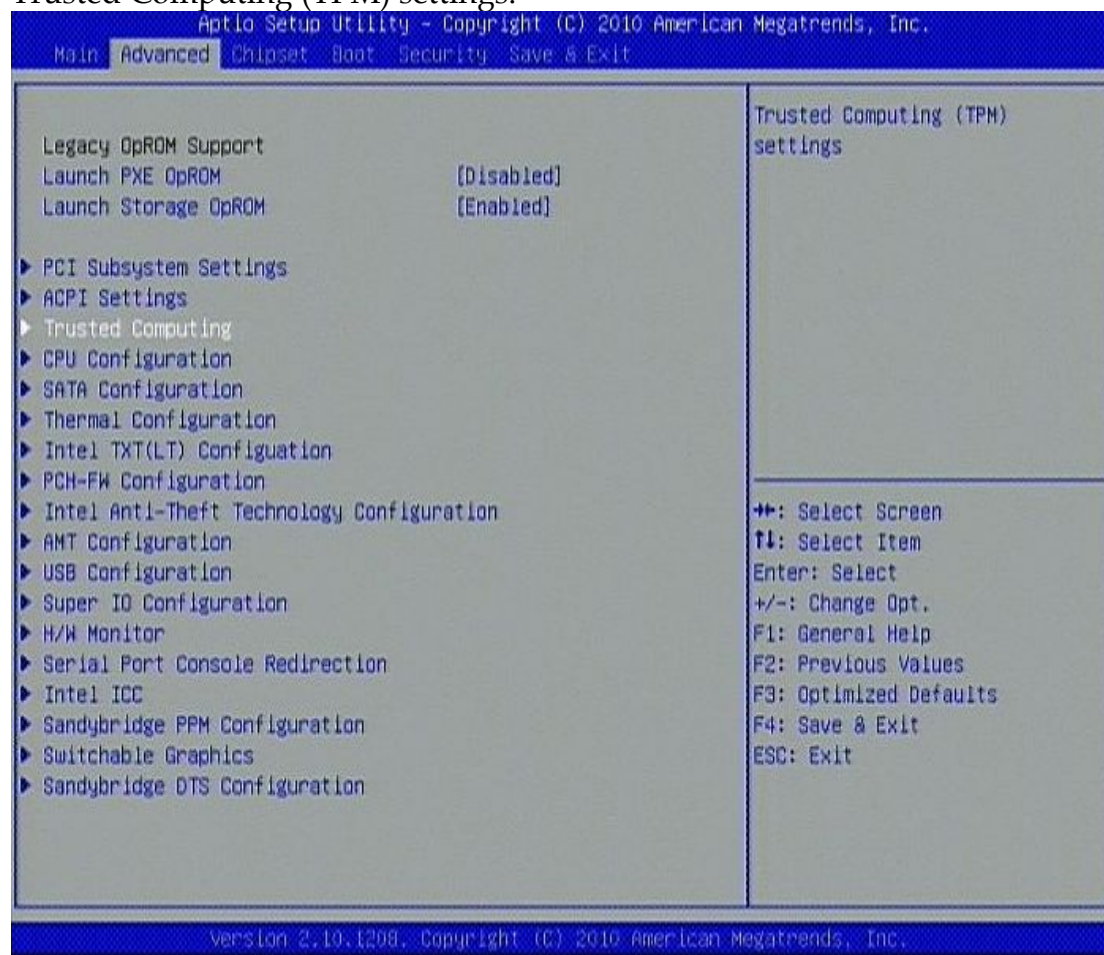 Trusted Computing (TPM) settings.
Aptio Setup Utility - Copyright (C) 2010 American Megatrends, Inc.
Main Advanced Chipset Boot Security Save & Exit
Legacy OpROM Support
Launch PXE OpROM [Disabled]
Launch Storage OpROM [Enabled]
PCI Subsystem Settings
ACPI Settings
Trusted Computing
CPU Configuration
SATA Configuration
Thermal Configuration
Intel TXT(LT) Configuation
PCH-FW Configuration
Intel Anti-Theft Technology Configuration
AMT Configuration
USB Configuration
Super IO Configuration
H/W Monitor
Serial Port Console Redirection
Intel ICC
Sandybridge PPM Configuration
Switchable Graphics
Sandybridge DTS Configuration
Trusted Computing (TPM)
settings
→←: Select Screen
↑↓: Select Item
Enter: Select
+/-: Change Opt.
F1: General Help
F2: Previous Values
F3: Optimized Defaults
F4: Save & Exit
ESC: Exit
Version 2.10.1208. Copyright (C) 2010 American Megatrends, Inc.